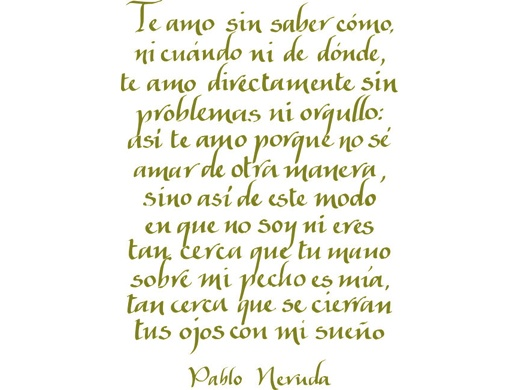 Te amo sin saber cómo,
ni cuándo ni de dónde,
te amo directamente sin
problemas ni orgullo:
así te amo porque no sé
amar de otra manera,
sino así de este modo
en que no soy ni eres
tan cerca que tu mano
sobre mi pecho es mía,
tan cerca que se cierran
tus ojos con mi sueño
Pablo Neruda